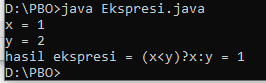 D:\PBO>java Ekspresi.java
x = 1
y = 2
hasil ekspresi = (x<y)?x:y = 1
D:\PBO>